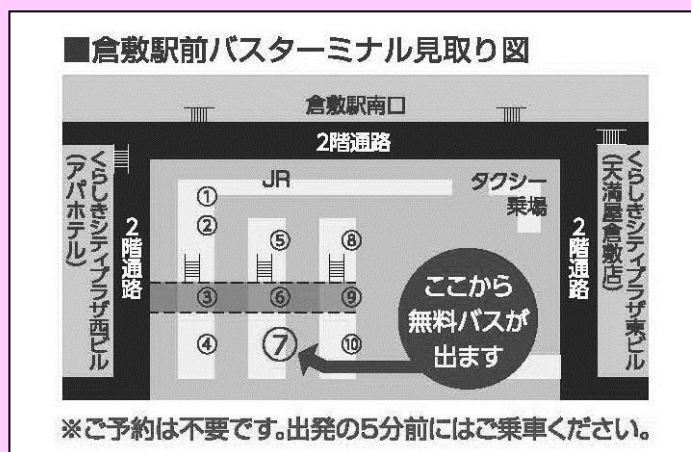 ■倉敷駅前バスターミナル見取り図
倉敷駅南口
2階通路
くらしきシティプラザ西ビル
(アパホテル)
2階通路
JR
タクシー
乗場
2階通路
くらしきシティプラザ東ビル
(天満屋倉敷店)
①
②
③
④
⑤
⑥
⑦
⑧
⑨
⑩
ここから
無料バスが
出ます
※ご予約は不要です。出発の5分前にはご乗車ください。